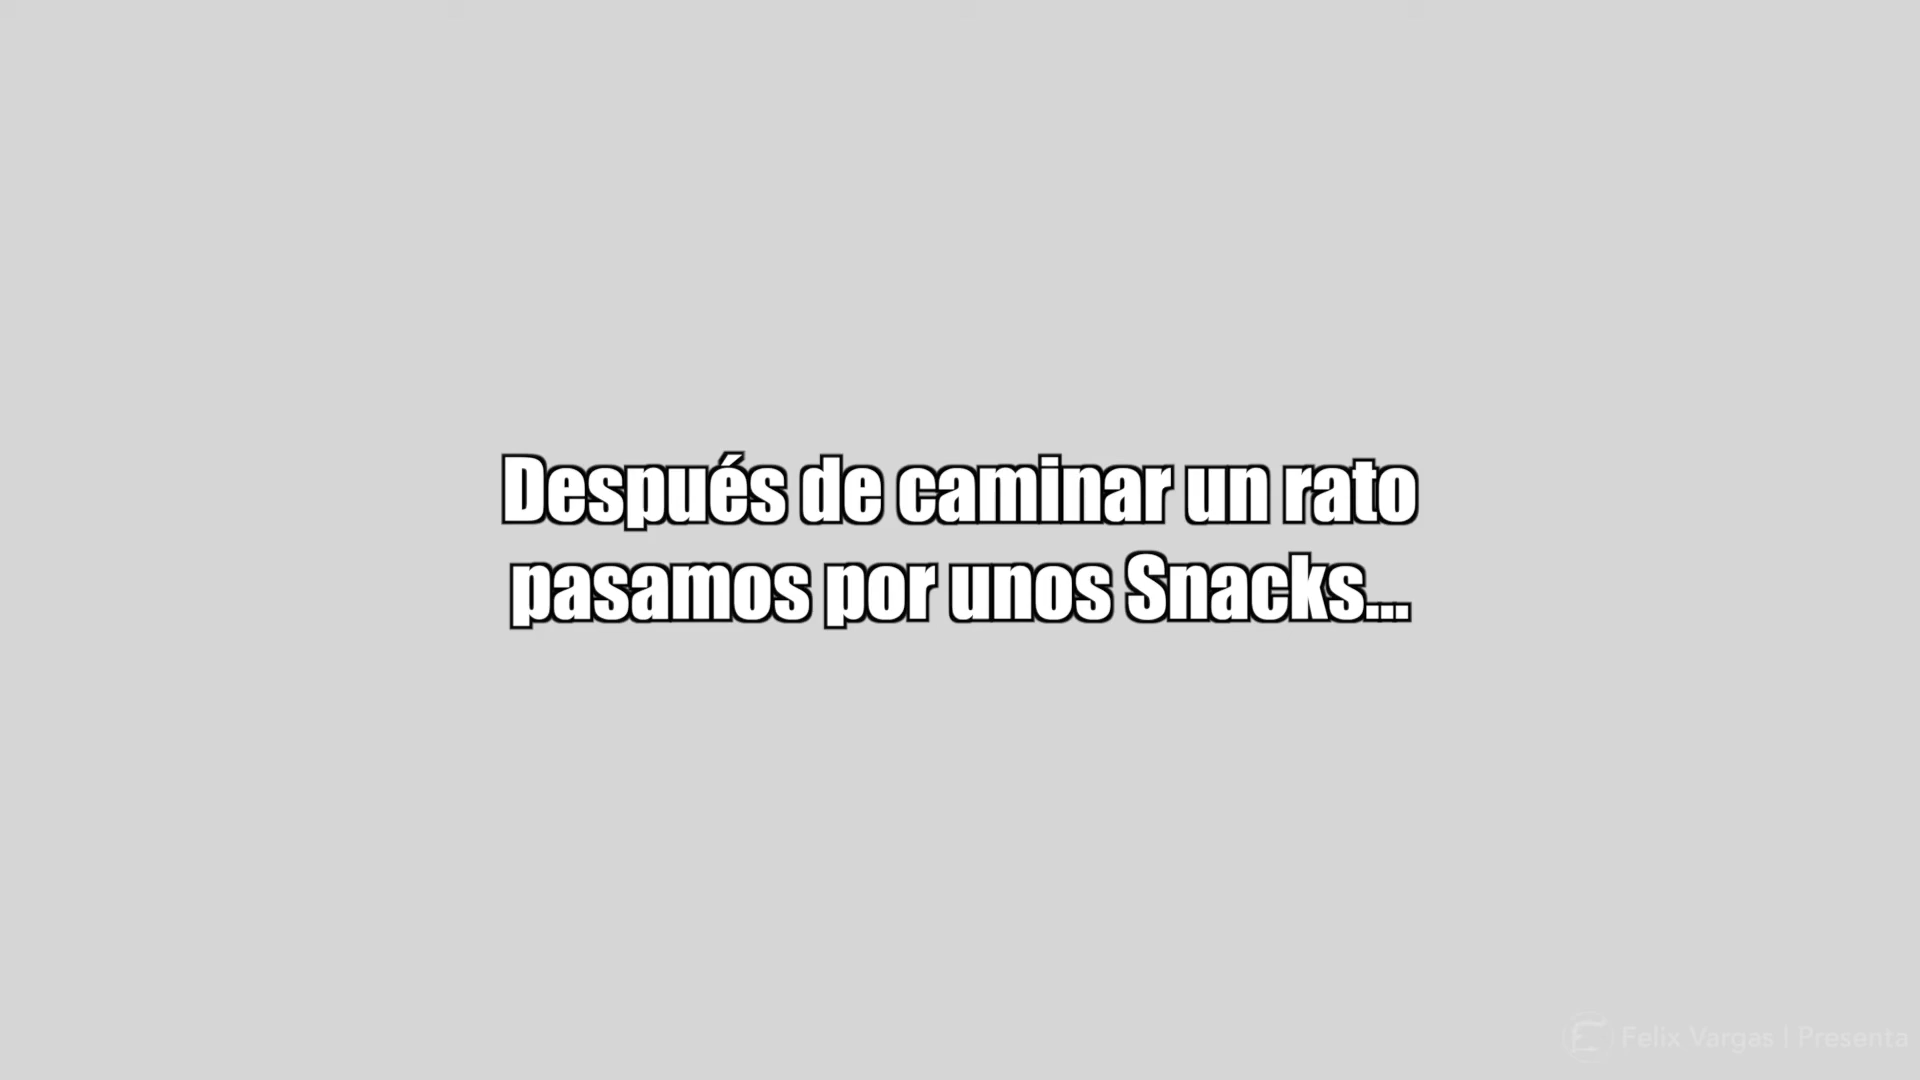 Después de caminar un rato
pasamos por unos Snacks...
Felix Vargas | Presenta